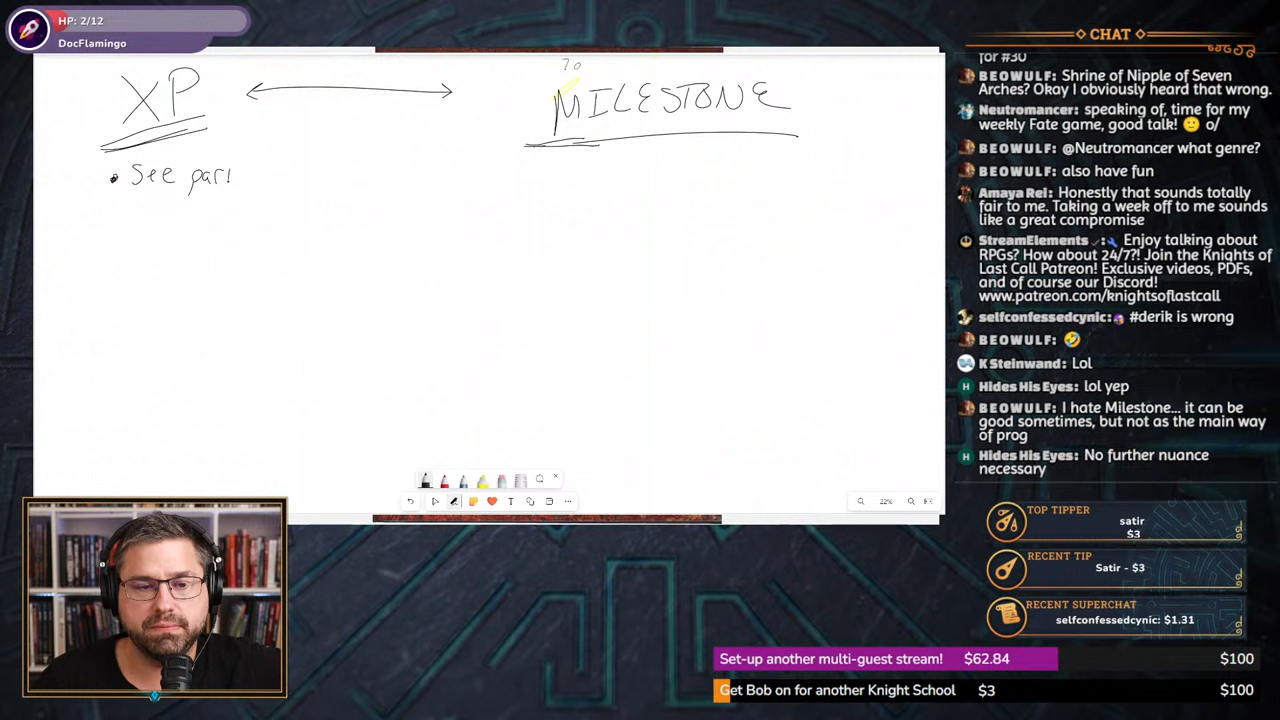 HP: 2/12
DocFlamingo
XP
MILESTONE
• See par
CHAT
for #30
BEOWULF: Shrine of Nipple of Seven
Arches? Okay I obviously heard that wrong.
Neutromancer: speaking of, time for my
weekly Fate game, good talk! 🙂 o/
BEOWULF: @Neutromancer what genre?
BEOWULF: also have fun
Amaya Rei: Honestly that sounds totally
fair to me. Taking a week off to me sounds
like a great compromise
StreamElements: Enjoy talking about
RPGs? How about 24/7?! Join the Knights of
Last Call Patreon! Exclusive videos, PDFs,
and of course our Discord!
www.patreon.com/knightsoflastcall
selfconfessedcynic: #derik is wrong
BEOWULF: 🤣
K Steinwand: Lol
H Hides His Eyes: lol yep
BEOWULF: I hate Milestone... it can be
good sometimes, but not as the main way
of prog
H Hides His Eyes: No further nuance
necessary
T
22%
TOP TIPPER
satir
$3
RECENT TIP
Satir - $3
RECENT SUPERCHAT
selfconfessedcynic: $1.31
Set-up another multi-guest stream! $62.84 $100
Get Bob on for another Knight School $3 $100